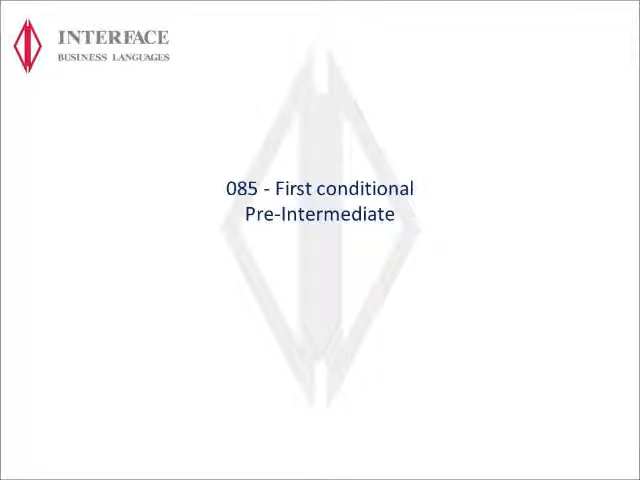 INTERFACE
BUSINESS LANGUAGES
085 - First conditional
Pre-Intermediate